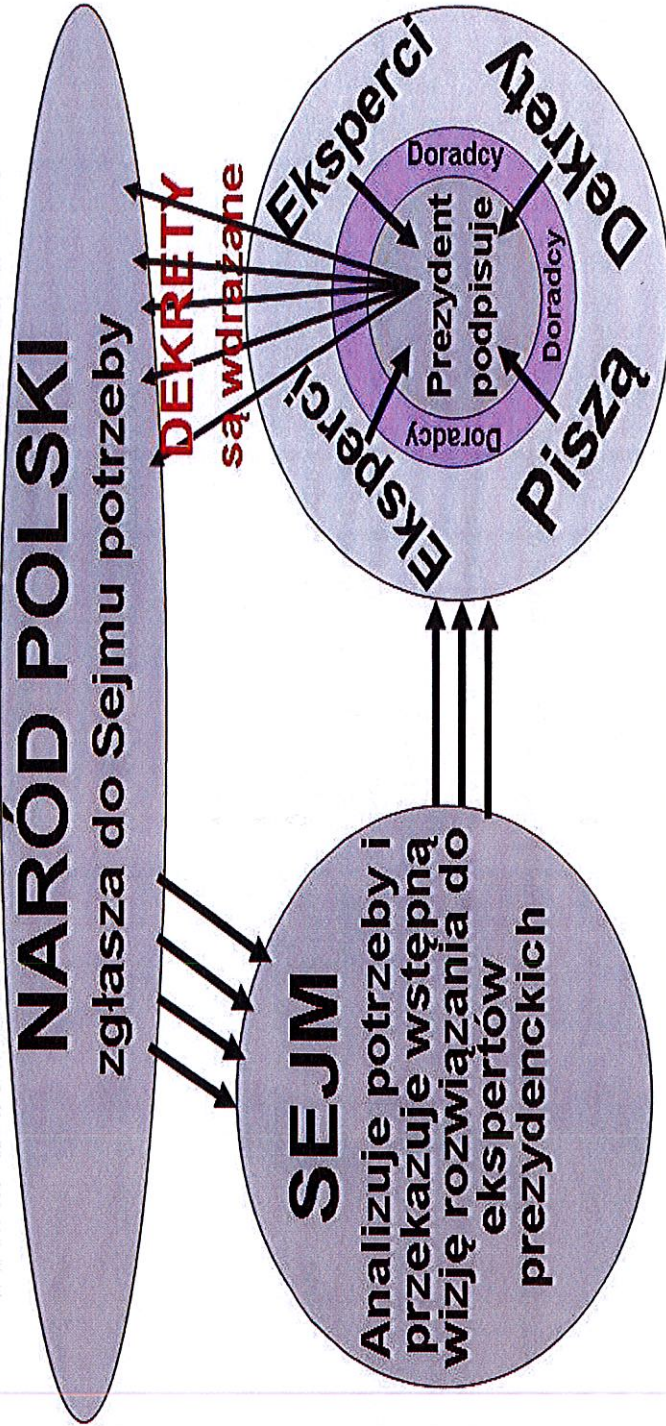 NARÓD POLSKI
zgłasza do Sejmu potrzeby
DEKRETY
są wdrażane
SEJM
Analizuje potrzeby i
przekazuje wstępną
wizję rozwiązania do
ekspertów
prezydenckich
Eksperci
Eksperci
Piszą
Dekrety
Doradcy
Doradcy
Doradcy
Prezydent
podpisuje